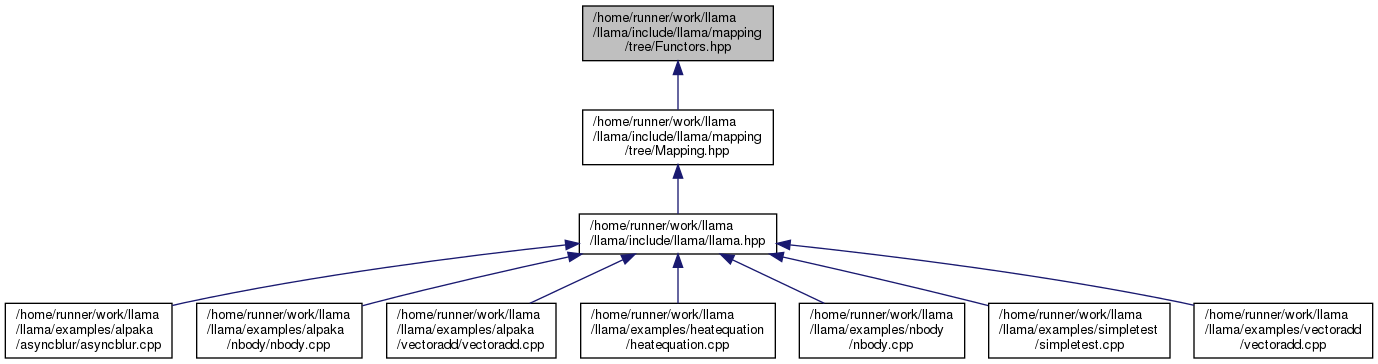 /home/runner/work/llama
/llama/include/llama/mapping
/tree/Functors.hpp
/home/runner/work/llama
/llama/include/llama/mapping
/tree/Mapping.hpp
/home/runner/work/llama
/llama/include/llama/llama.hpp
/home/runner/work/llama
/llama/examples/alpaka
/asyncblur/asyncblur.cpp
/home/runner/work/llama
/llama/examples/alpaka
/nbody/nbody.cpp
/home/runner/work/llama
/llama/examples/alpaka
/vectoradd/vectoradd.cpp
/home/runner/work/llama
/llama/examples/heatequation
/heatequation.cpp
/home/runner/work/llama
/llama/examples/nbody
/nbody.cpp
/home/runner/work/llama
/llama/examples/simpletest
/simpletest.cpp
/home/runner/work/llama
/llama/examples/vectoradd
/vectoradd.cpp